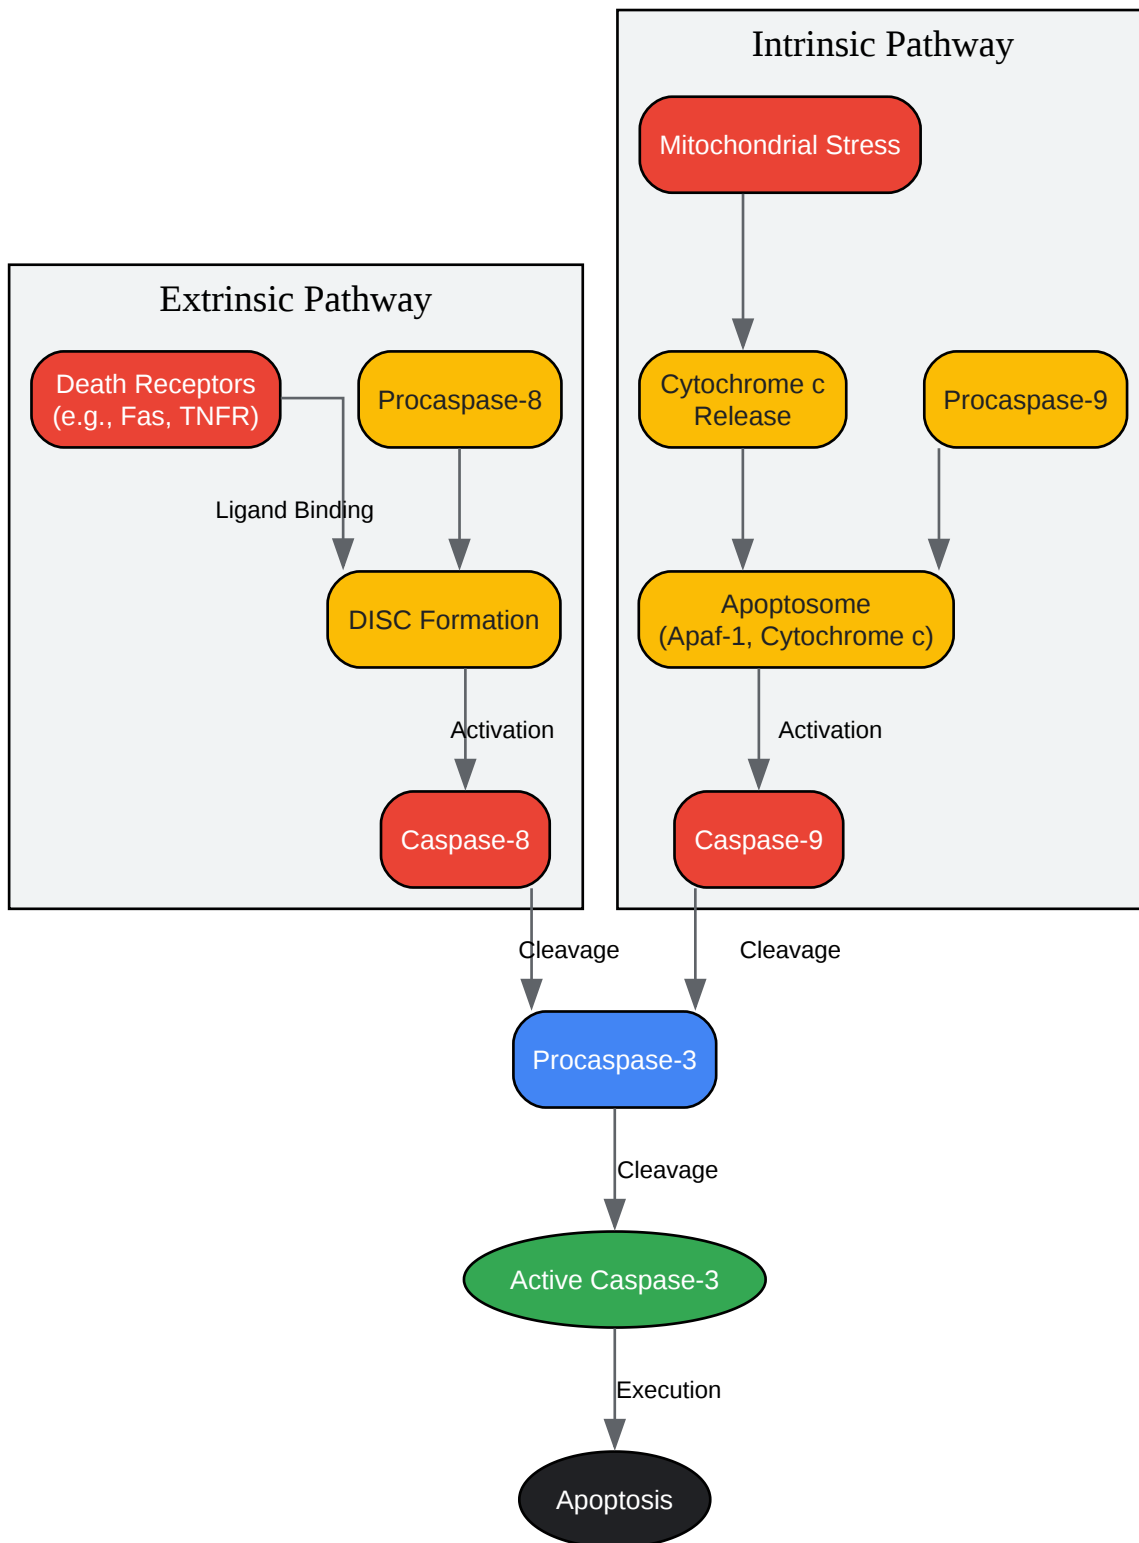 Intrinsic Pathway
Mitochondrial Stress
Extrinsic Pathway
Death Receptors
(e.g., Fas, TNFR)
Procaspase-8
Cytochrome c
Release
Procaspase-9
Ligand Binding
DISC Formation
Apoptosome
(Apaf-1, Cytochrome c)
Activation
Activation
Caspase-8
Caspase-9
Cleavage
Cleavage
Procaspase-3
Cleavage
Active Caspase-3
Execution
Apoptosis